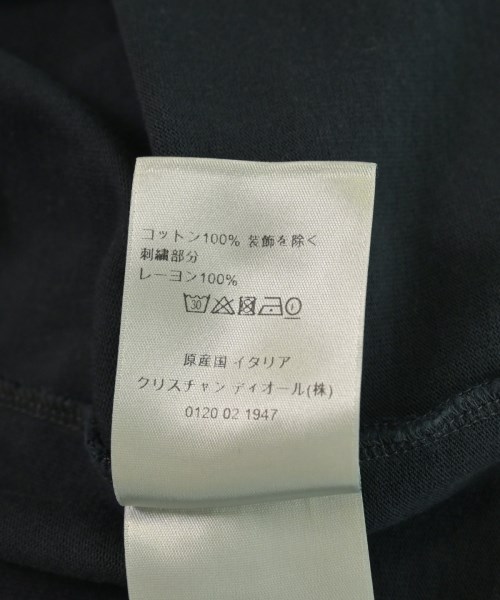 コットン100% 装飾を除く
刺繍部分
レーヨン100%
30
原産国 イタリア
クリスチャン ディオール(株)
0120 02 1947